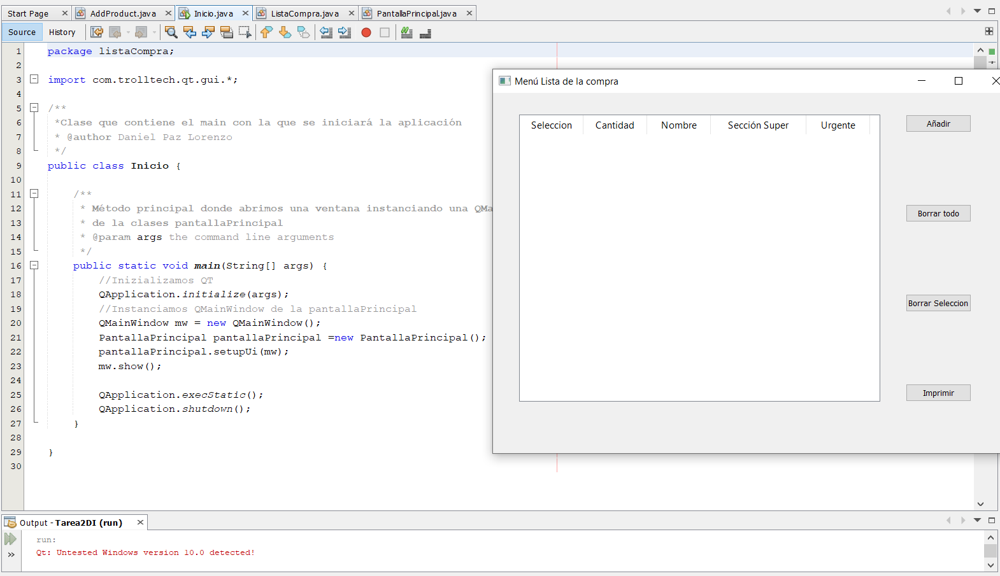 Start Page AddProduct.java Inicio.java ListaCompra.java PantallaPrincipal.java
Source History
1 package listaCompra;
2
3 import com.trolltech.qt.gui.*;
4
5 /**
6 *Clase que contiene el main con la que se iniciará la aplicación
7 * @author Daniel Paz Lorenzo
8 */
9 public class Inicio {
10
11 /**
12 * Método principal donde abrimos una ventana instanciando una QMa
13 * de la clases pantallaPrincipal
14 * @param args the command line arguments
15 */
16 public static void main(String[] args) {
17 //Inizializamos QT
18 QApplication.initialize(args);
19 //Instanciamos QMainWindow de la pantallaPrincipal
20 QMainWindow mw = new QMainWindow();
21 PantallaPrincipal pantallaPrincipal =new PantallaPrincipal();
22 pantallaPrincipal.setupUi(mw);
23 mw.show();
24
25 QApplication.execStatic();
26 QApplication.shutdown();
27 }
28
29 }
30
Menú Lista de la compra
Seleccion Cantidad Nombre Sección Super Urgente
Añadir
Borrar todo
Borrar Seleccion
Imprimir
Output - Tarea2DI (run)
run:
Qt: Untested Windows version 10.0 detected!